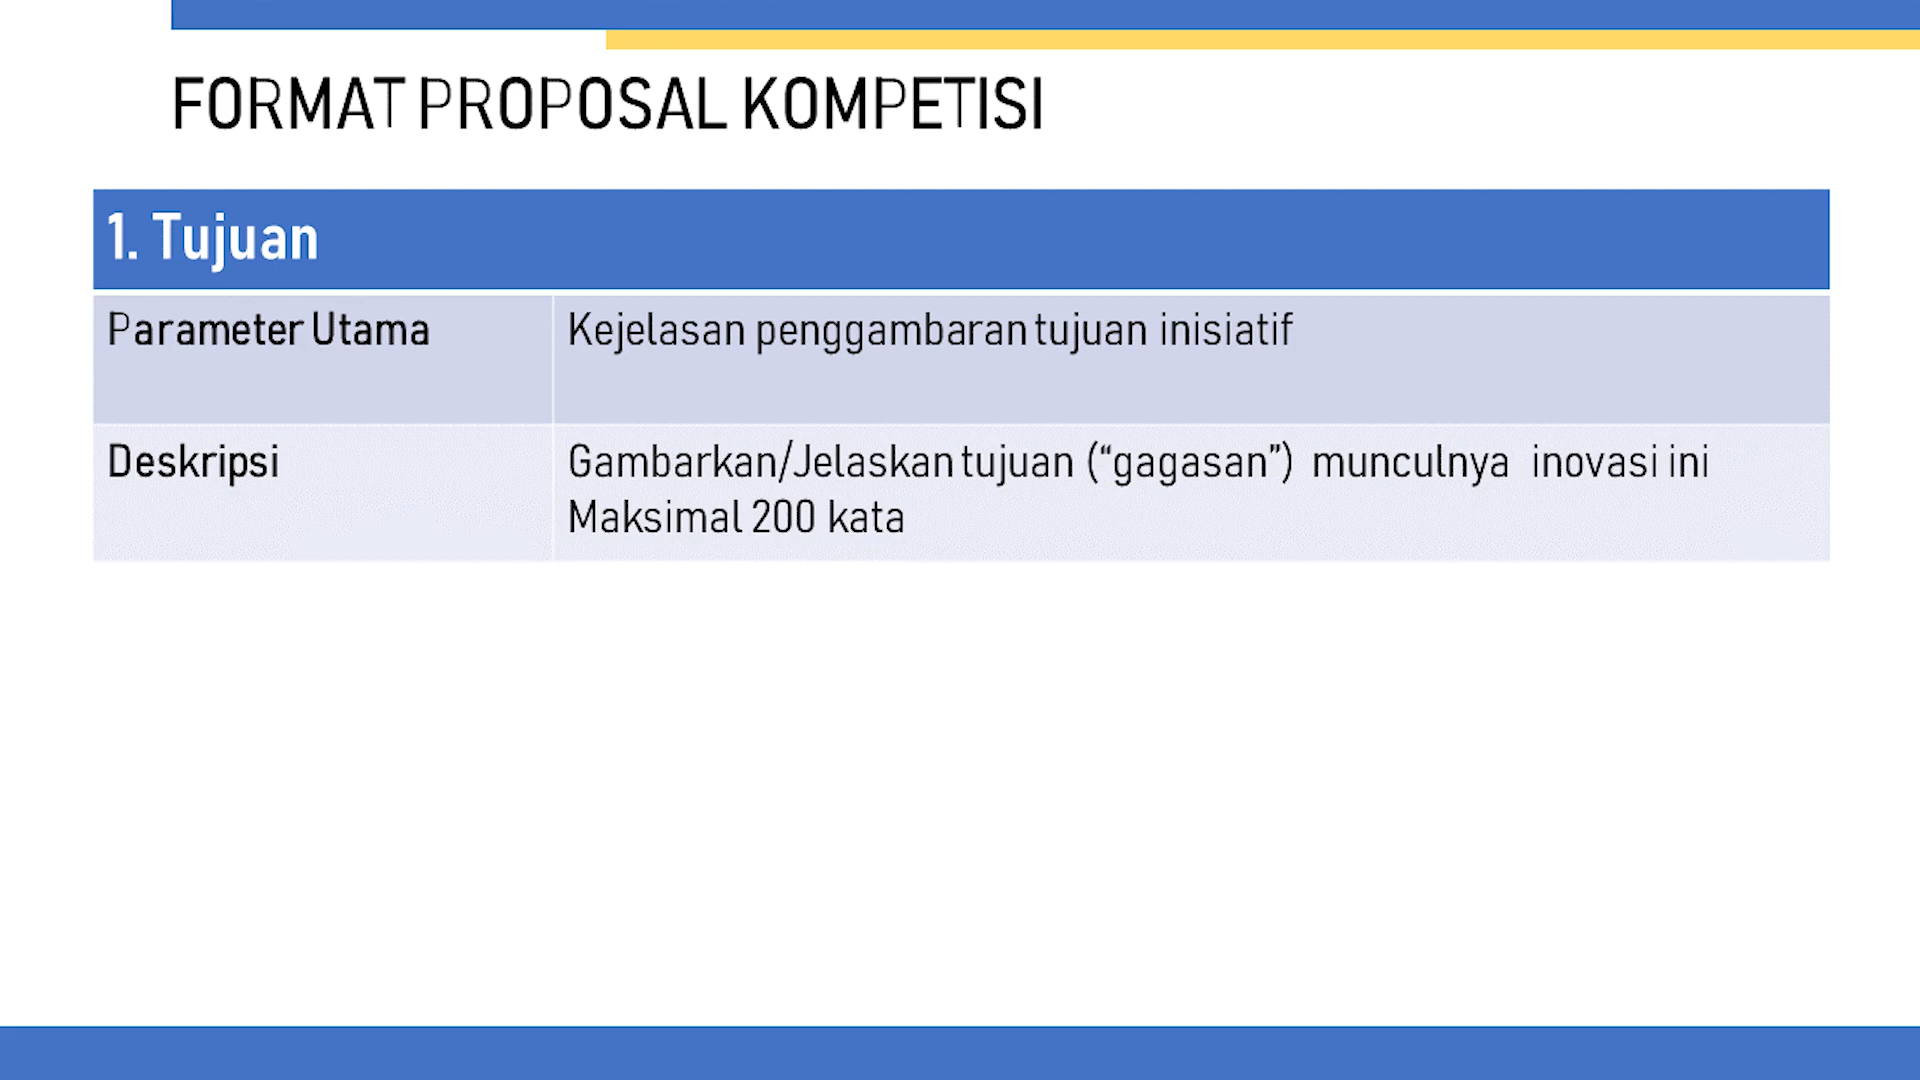 FORMAT PROPOSAL KOMPETISI
1. Tujuan
Parameter Utama
Kejelasan penggambaran tujuan inisiatif
Deskripsi
Gambarkan/Jelaskan tujuan (“gagasan”) munculnya inovasi ini
Maksimal 200 kata